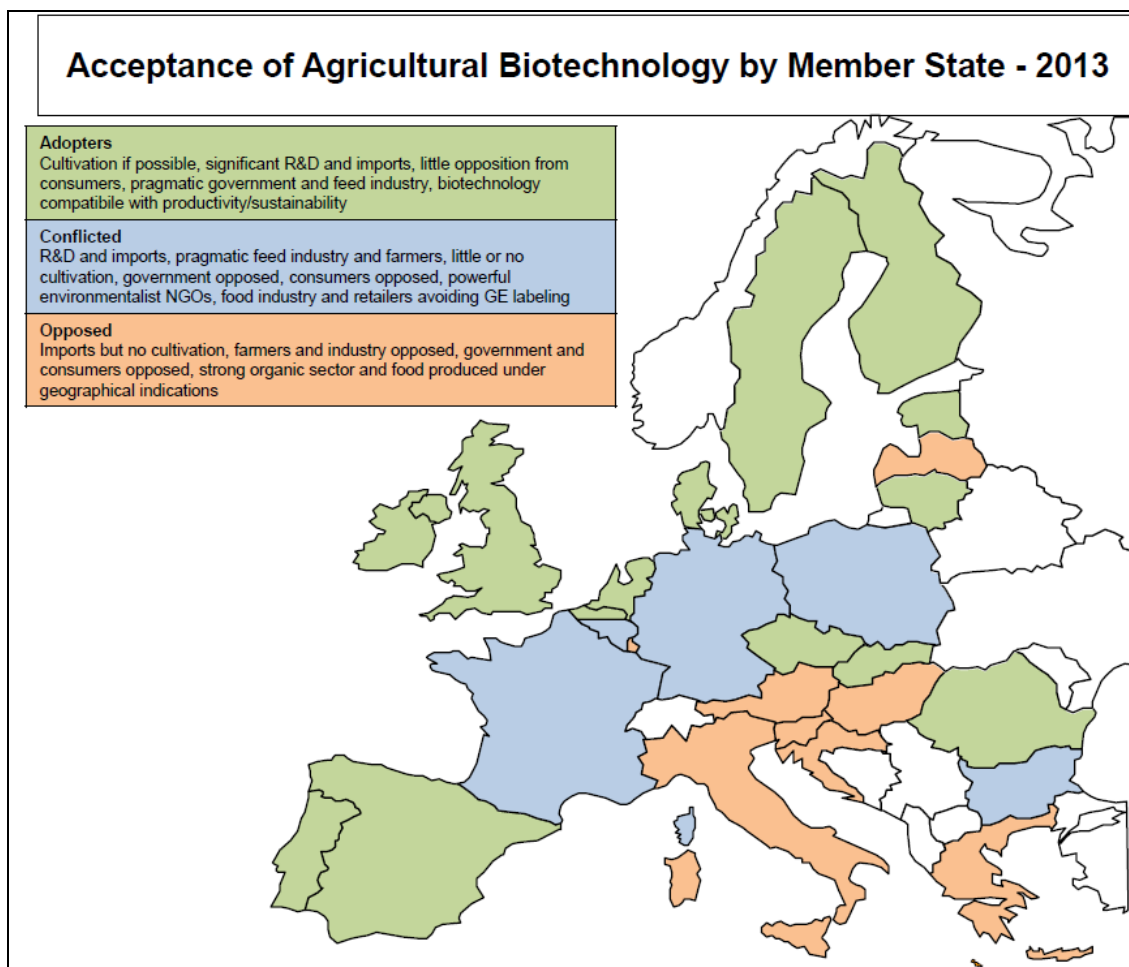 Acceptance of Agricultural Biotechnology by Member State - 2013
Adopters
Cultivation if possible, significant R&D and imports, little opposition from
consumers, pragmatic government and feed industry, biotechnology
compatibile with productivity/sustainability
Conflicted
R&D and imports, pragmatic feed industry and farmers, little or no
cultivation, government opposed, consumers opposed, powerful
environmentalist NGOs, food industry and retailers avoiding GE labeling
Opposed
Imports but no cultivation, farmers and industry opposed, government and
consumers opposed, strong organic sector and food produced under
geographical indications